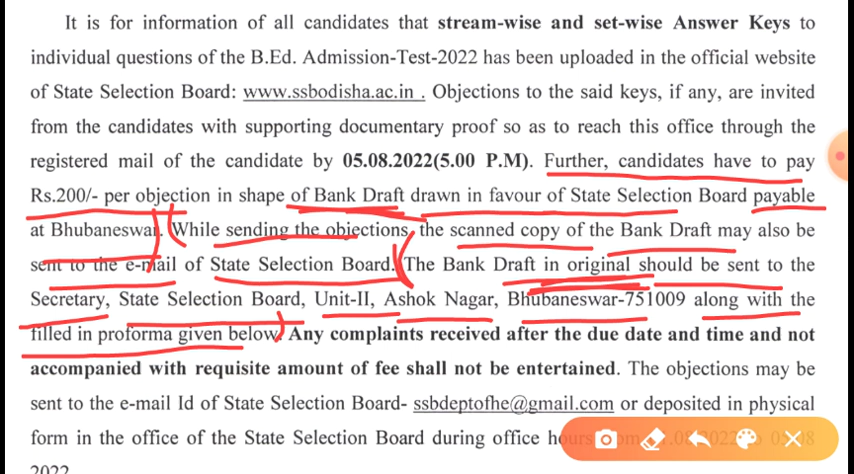 It is for information of all candidates that stream-wise and set-wise Answer Keys to
individual questions of the B.Ed. Admission-Test-2022 has been uploaded in the official website
of State Selection Board: www.ssbodisha.ac.in . Objections to the said keys, if any, are invited
from the candidates with supporting documentary proof so as to reach this office through the
registered mail of the candidate by 05.08.2022(5.00 P.M). Further, candidates have to pay
Rs.200/- per objection in shape of Bank Draft drawn in favour of State Selection Board payable
at Bhubaneswar. While sending the objections, the scanned copy of the Bank Draft may also be
sent to the e-mail of State Selection Board. The Bank Draft in original should be sent to the
Secretary, State Selection Board, Unit-II, Ashok Nagar, Bhubaneswar-751009 along with the
filled in proforma given below. Any complaints received after the due date and time and not
accompanied with requisite amount of fee shall not be entertained. The objections may be
sent to the e-mail Id of State Selection Board- ssbdeptofhe@gmail.com or deposited in physical
form in the office of the State Selection Board during office hours
2022